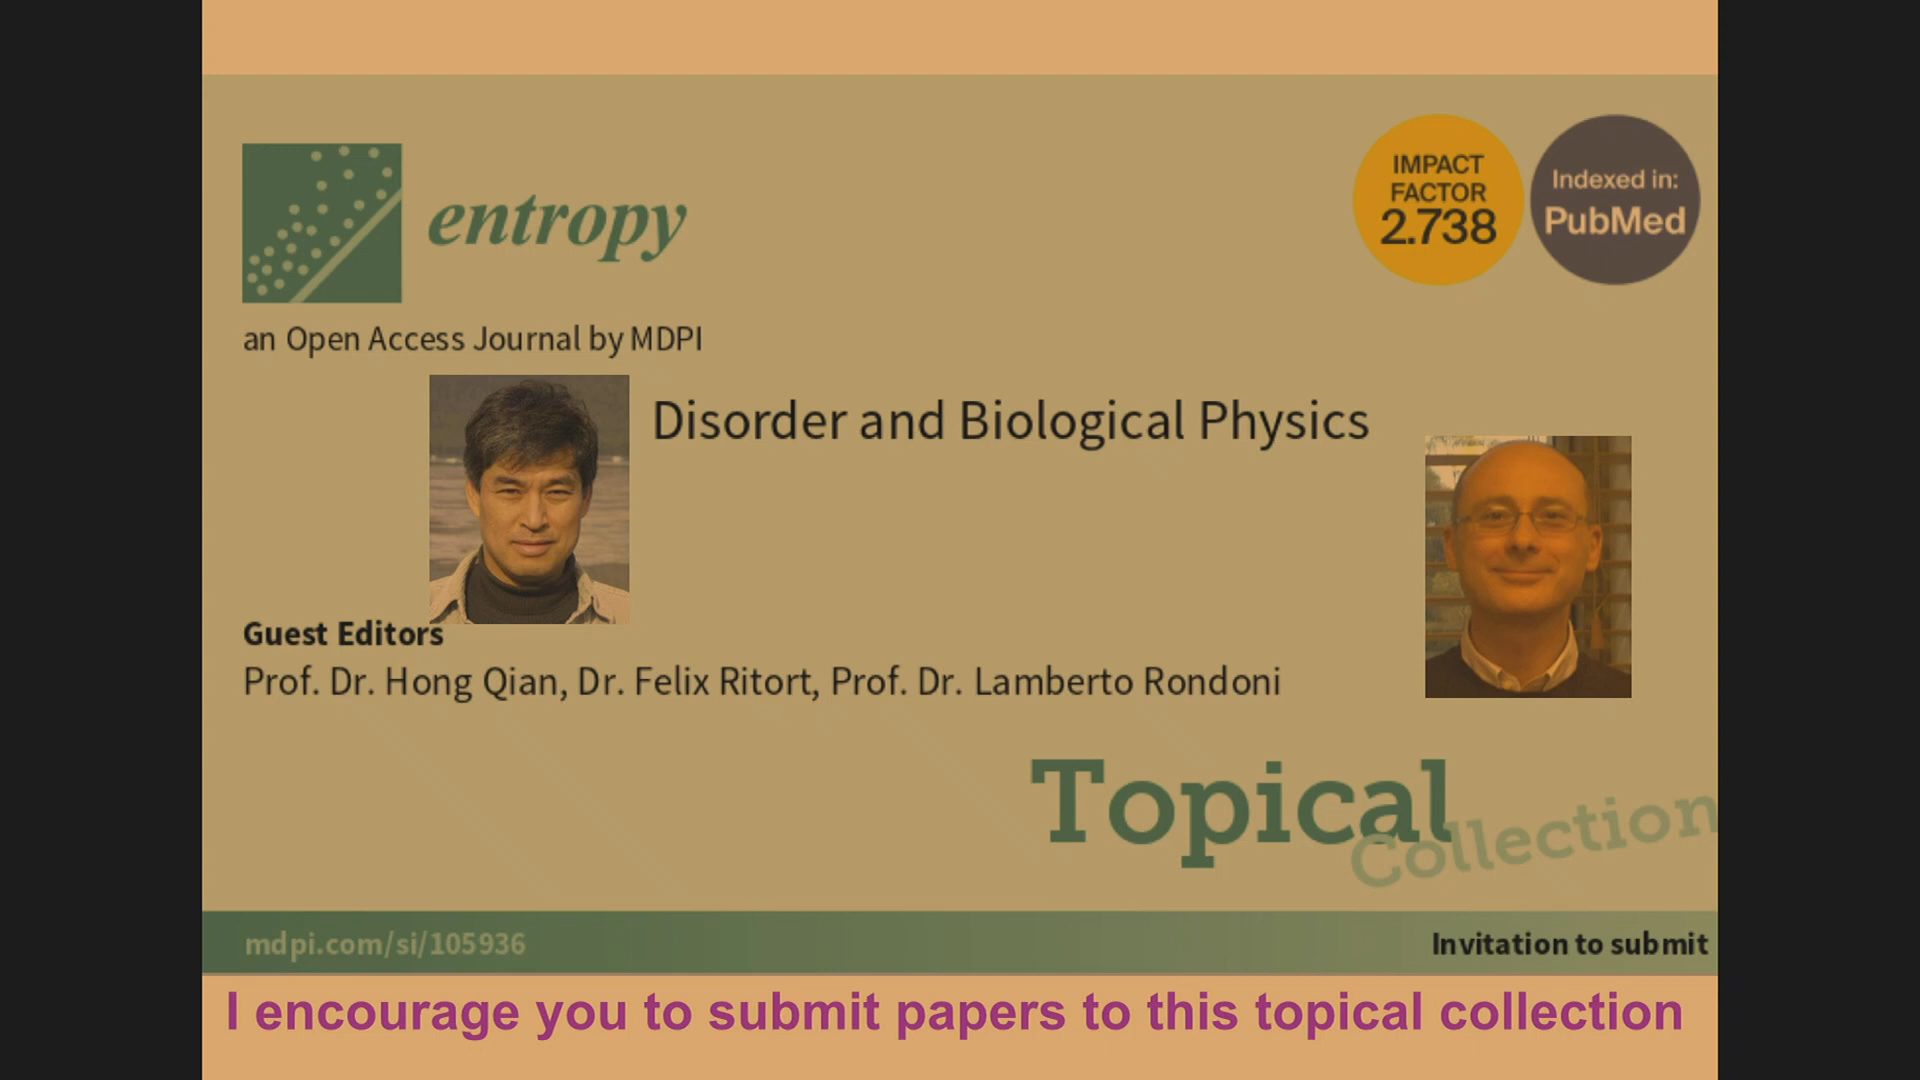 entropy
IMPACT
FACTOR
2.738
Indexed in:
PubMed
an Open Access Journal by MDPI
Disorder and Biological Physics
Guest Editors
Prof. Dr. Hong Qian, Dr. Felix Ritort, Prof. Dr. Lamberto Rondoni
Topical
Collection
mdpi.com/si/105936
Invitation to submit
I encourage you to submit papers to this topical collection